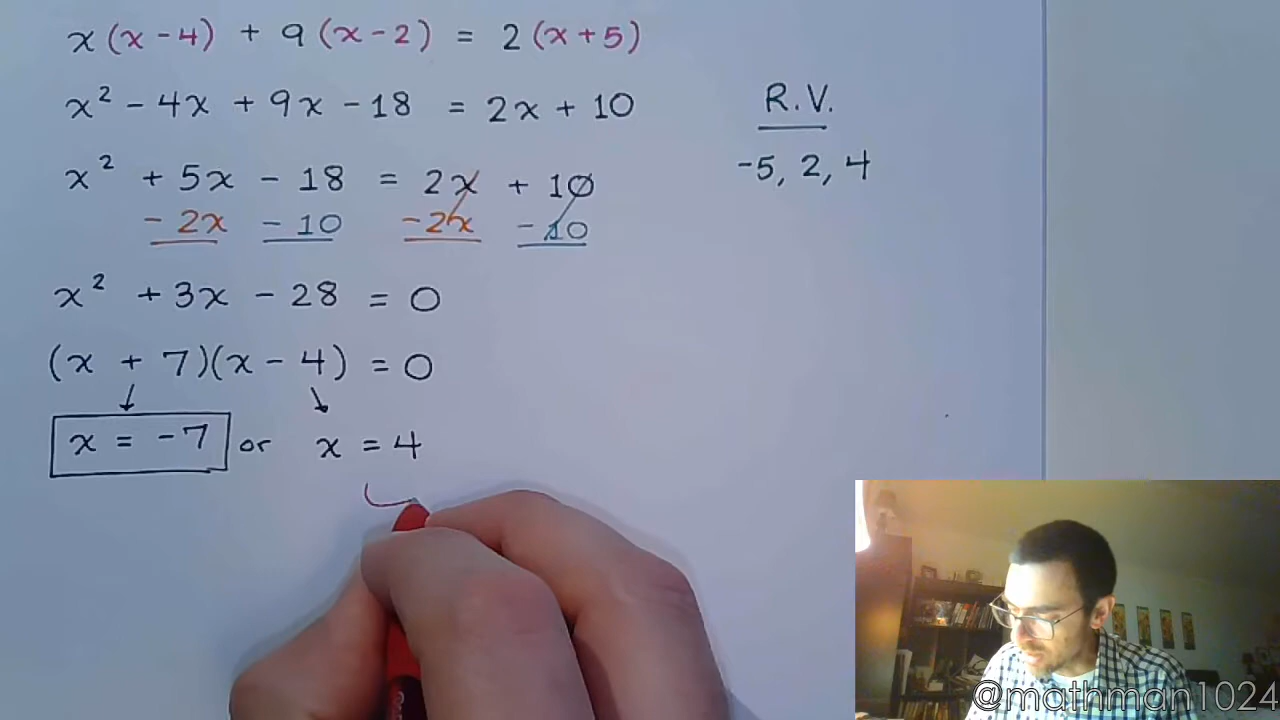 x(x-4) + 9(x-2) = 2(x+5)
x² - 4x + 9x - 18 = 2x + 10
R.V.
-5, 2, 4
x² + 5x - 18 = 2x + 10
- 2x - 10 - 2x - 10
x² + 3x - 28 = 0
(x + 7)(x - 4) = 0
x = -7 or x = 4
@mathman1024